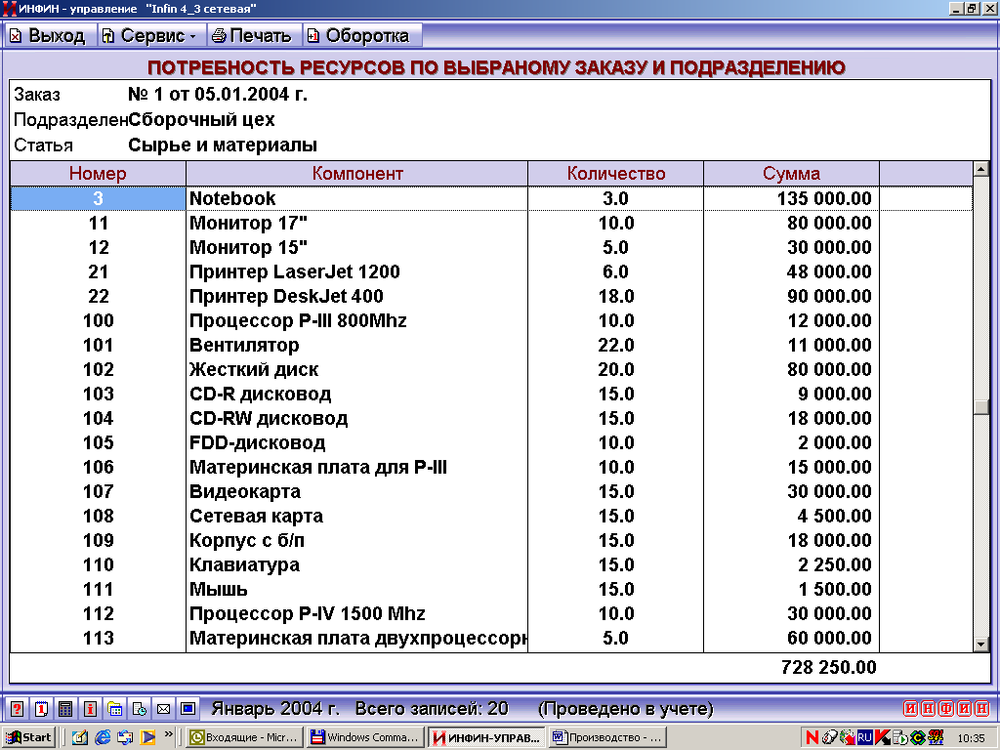 ИНФИН - управление "Infin 4_3 сетевая"
Выход Сервис Печать Оборотка
ПОТРЕБНОСТЬ РЕСУРСОВ ПО ВЫБРАНОМУ ЗАКАЗУ И ПОДРАЗДЕЛЕНИЮ
Заказ № 1 от 05.01.2004 г.
Подразделен Сборочный цех
Статья Сырье и материалы
Номер Компонент Количество Сумма
3 Notebook 3.0 135 000.00
11 Монитор 17" 10.0 80 000.00
12 Монитор 15" 5.0 30 000.00
21 Принтер LaserJet 1200 6.0 48 000.00
22 Принтер DeskJet 400 18.0 90 000.00
100 Процессор P-III 800Mhz 10.0 12 000.00
101 Вентилятор 22.0 11 000.00
102 Жесткий диск 20.0 80 000.00
103 CD-R дисковод 15.0 9 000.00
104 CD-RW дисковод 15.0 18 000.00
105 FDD-дисковод 10.0 2 000.00
106 Материнская плата для P-III 10.0 15 000.00
107 Видеокарта 15.0 30 000.00
108 Сетевая карта 15.0 4 500.00
109 Корпус с б/п 15.0 18 000.00
110 Клавиатура 15.0 2 250.00
111 Мышь 15.0 1 500.00
112 Процессор P-IV 1500 Mhz 10.0 30 000.00
113 Материнская плата двухпроцессорн 5.0 60 000.00
728 250.00
Январь 2004 г. Всего записей: 20 (Проведено в учете) ИНФИН
Start » Входящие - Micr... Windows Comma... ИНФИН-УПРАВ... Производство - ... RU 10:35